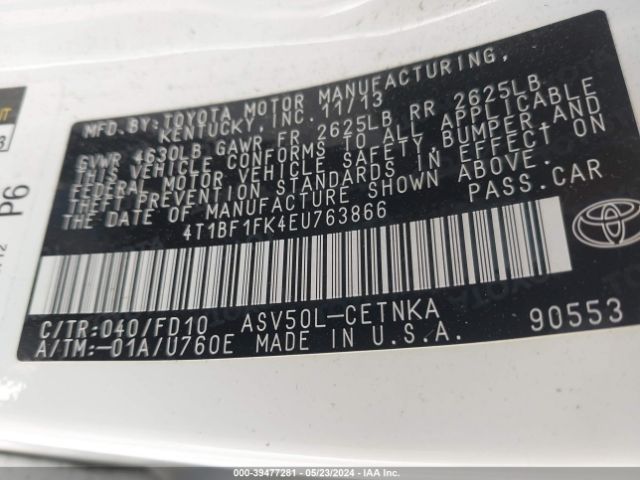 MFD. BY: TOYOTA MOTOR MANUFACTURING,
KENTUCKY, INC. 11/13
GVWR 4630LB GAWR FR 2625LB RR 2625LB
THIS VEHICLE CONFORMS TO ALL APPLICABLE
FEDERAL MOTOR VEHICLE SAFETY, BUMPER, AND
THEFT PREVENTION STANDARDS IN EFFECT ON
THE DATE OF MANUFACTURE SHOWN ABOVE.
4T1BF1FK4EU763866 PASS. CAR
C/TR:040/FD10 ASV50L-CETNKA
A/TM:-01A/U760E MADE IN U.S.A. 90553
TOYOTA
P6
000-39477281 - 05/23/2024 - IAA Inc.